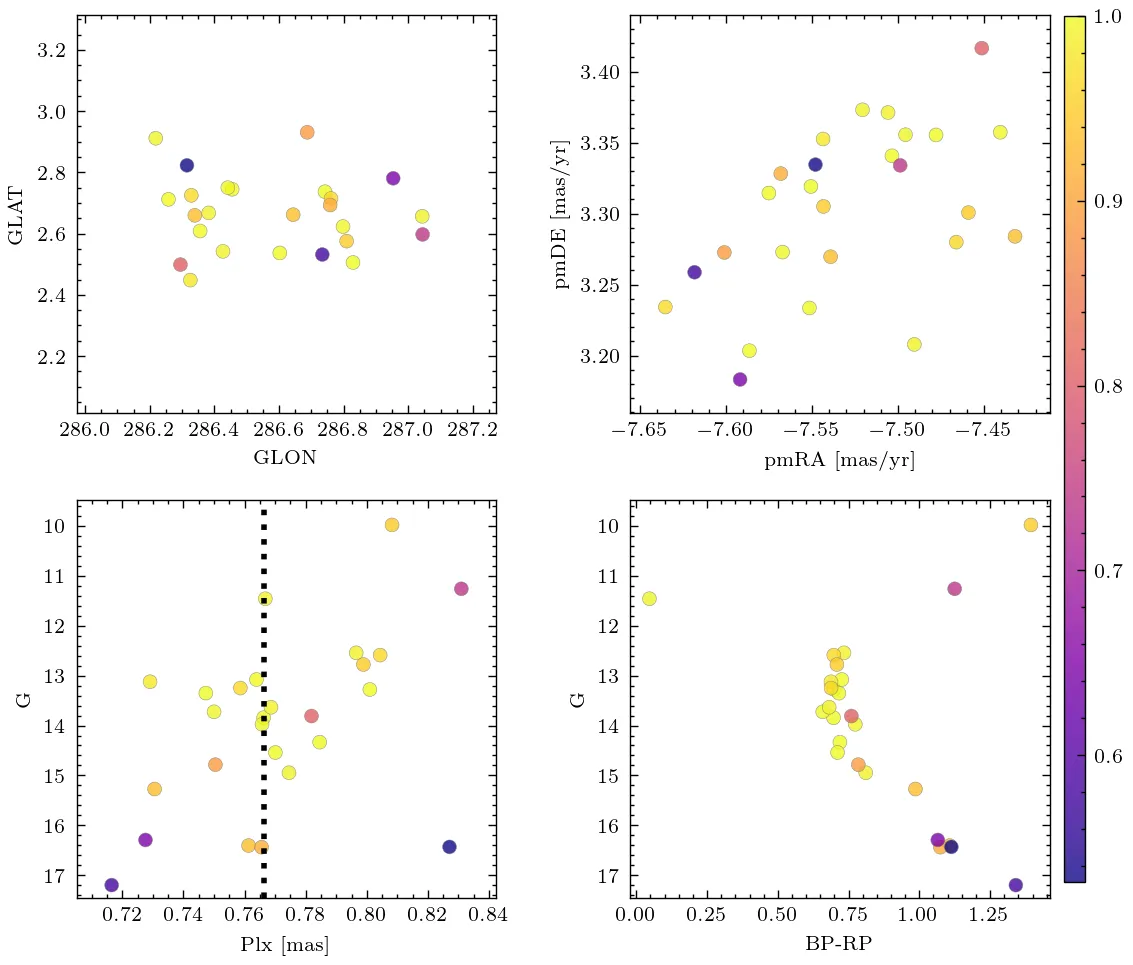 3.2
3.0
2.8
2.6
2.4
2.2
GLAT
286.0 286.2 286.4 286.6 286.8 287.0 287.2
GLON
3.40
3.35
3.30
3.25
3.20
pmDE [mas/yr]
−7.65 −7.60 −7.55 −7.50 −7.45
pmRA [mas/yr]
1.0
0.9
0.8
0.7
0.6
10
11
12
13
14
15
16
17
G
0.72 0.74 0.76 0.78 0.80 0.82 0.84
Plx [mas]
10
11
12
13
14
15
16
17
G
0.00 0.25 0.50 0.75 1.00 1.25
BP-RP